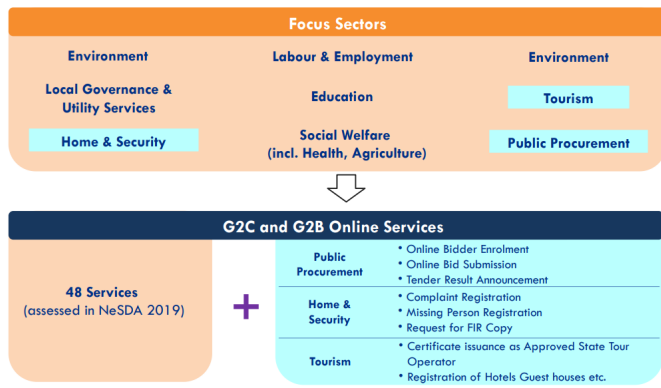 Focus Sectors
Environment
Labour & Employment
Environment
Local Governance &
Utility Services
Education
Tourism
Home & Security
Social Welfare
(incl. Health, Agriculture)
Public Procurement
G2C and G2B Online Services
48 Services
(assessed in NeSDA 2019)
+
Public
Procurement
• Online Bidder Enrolment
• Online Bid Submission
• Tender Result Announcement
Home &
Security
• Complaint Registration
• Missing Person Registration
• Request for FIR Copy
Tourism
• Certificate issuance as Approved State Tour
Operator
• Registration of Hotels Guest houses etc.